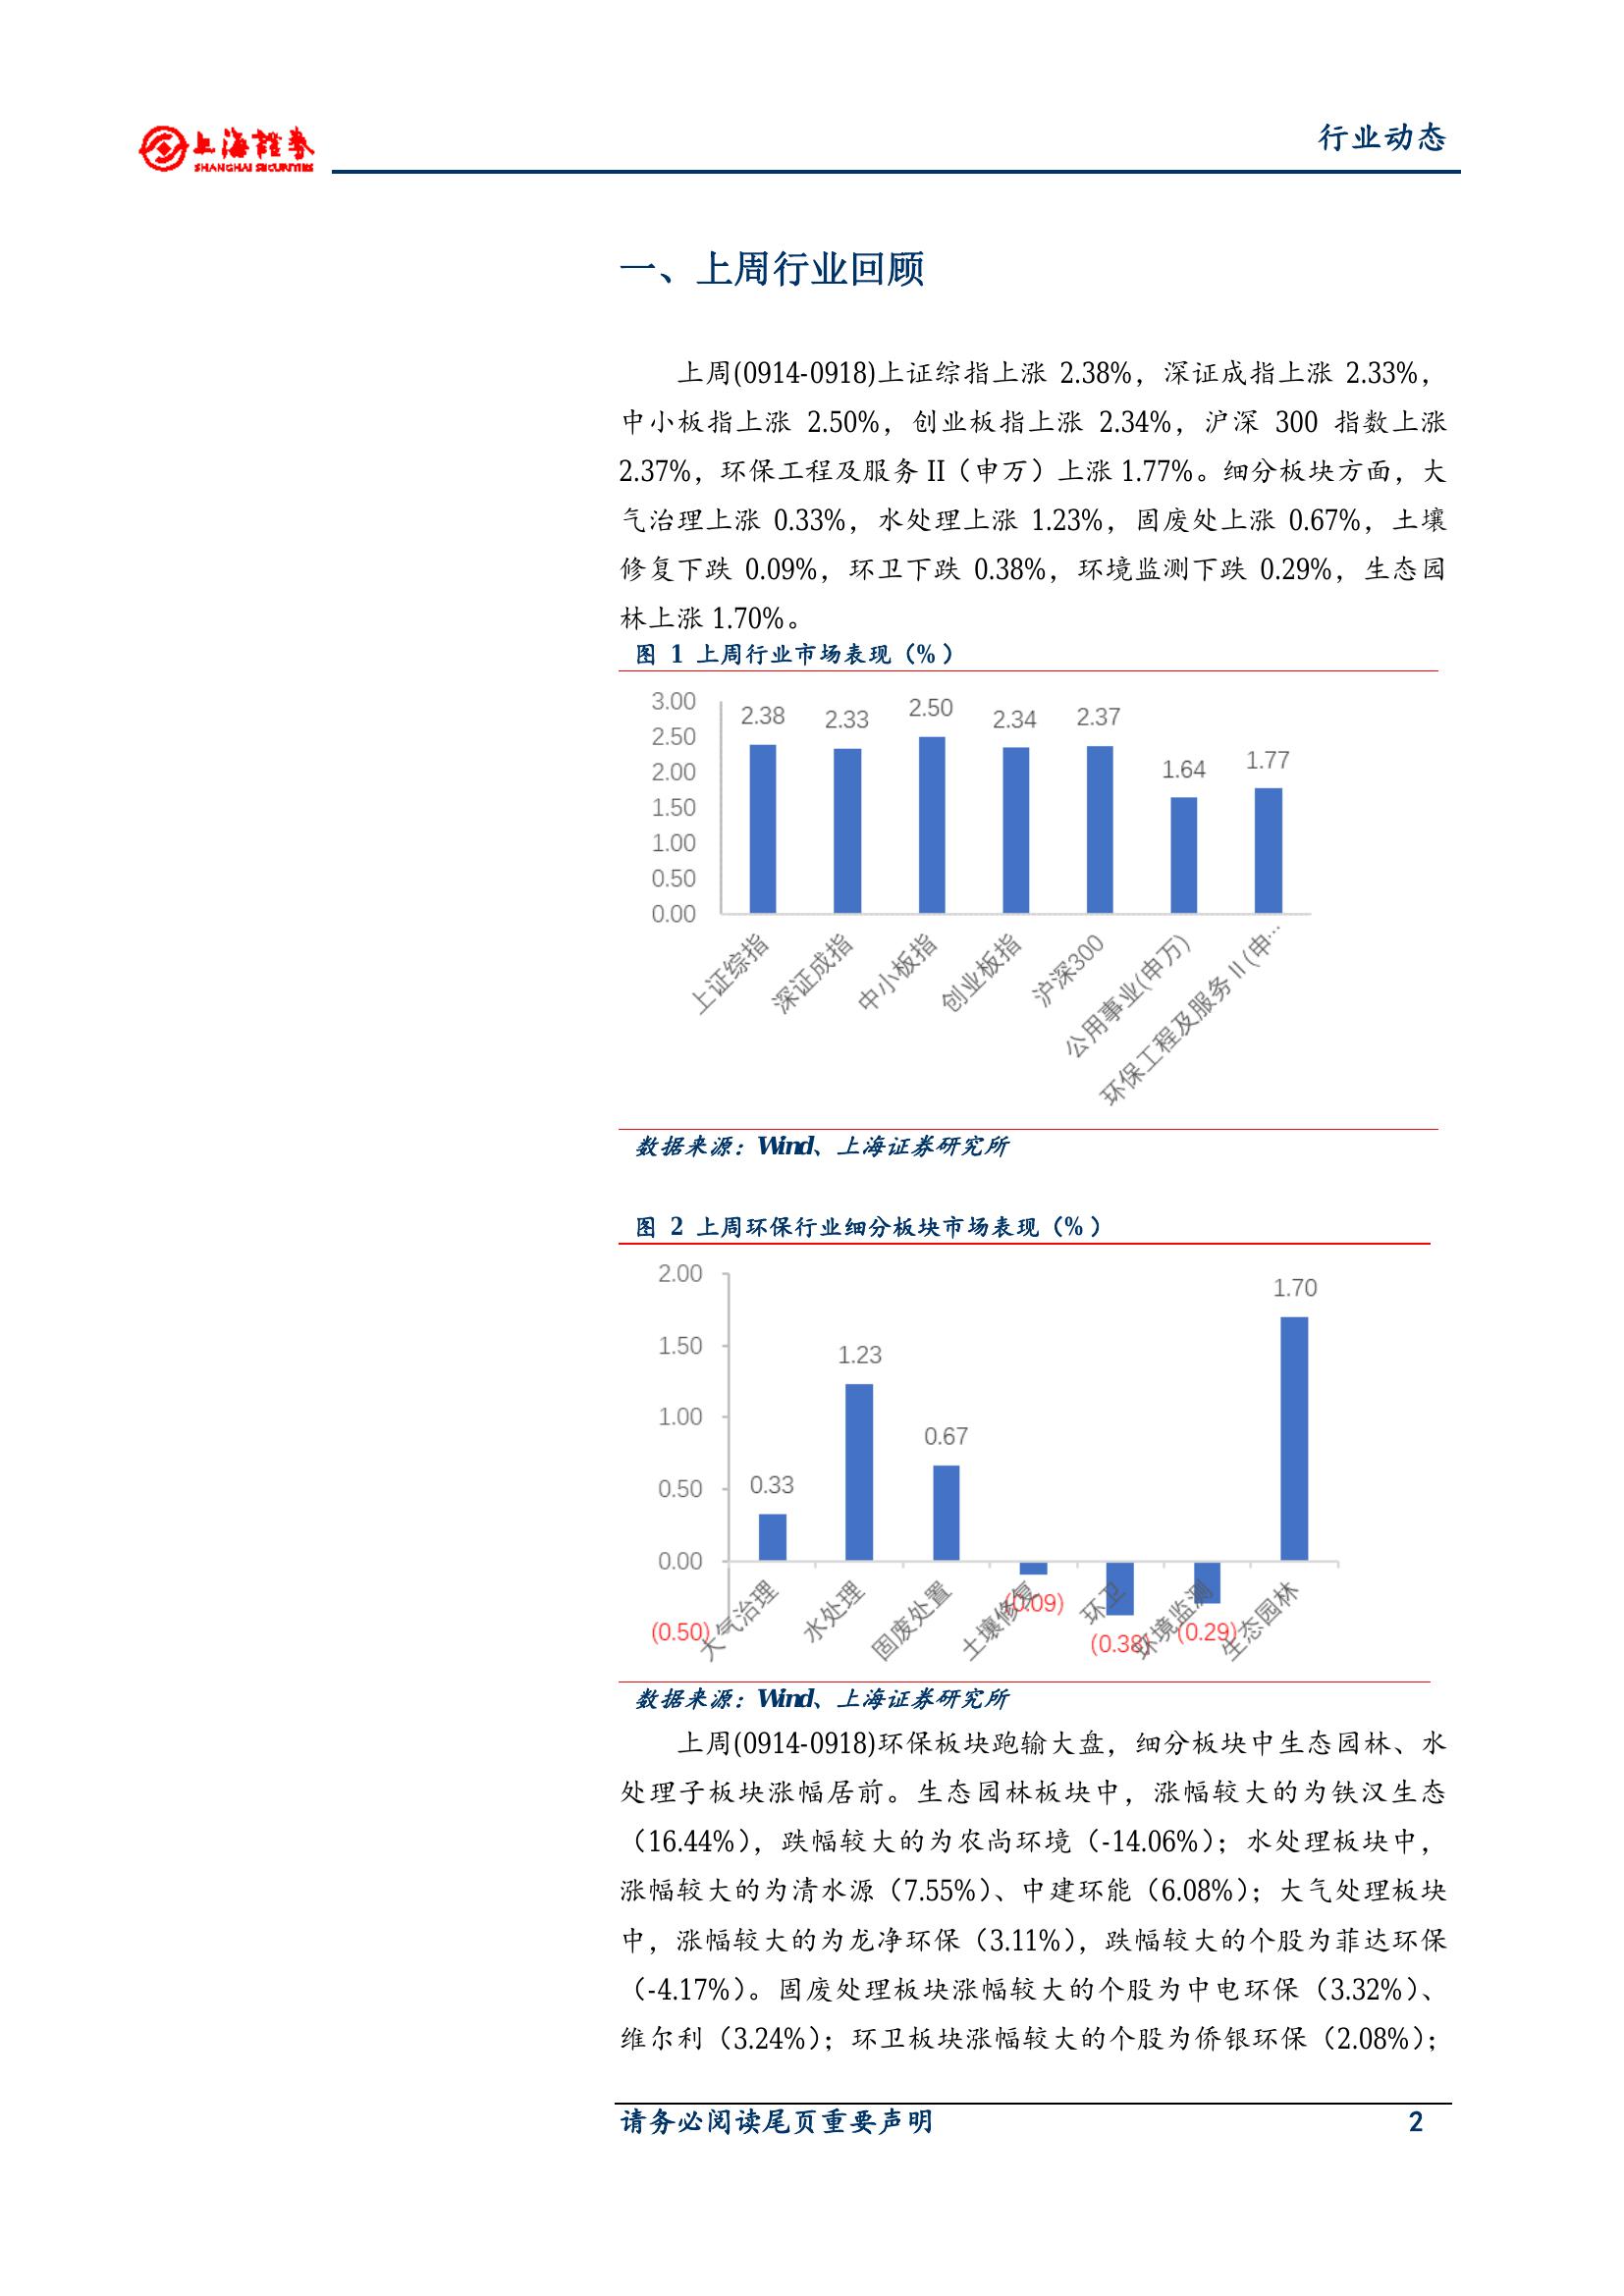 上海證券
SHANGHAI SECURITIES
行业动态
一、上周行业回顾
上周(0914-0918)上证综指上涨 2.38%，深证成指上涨 2.33%，
中小板指上涨 2.50%，创业板指上涨 2.34%，沪深 300 指数上涨
2.37%，环保工程及服务 II（申万）上涨 1.77%。细分板块方面，大
气治理上涨 0.33%，水处理上涨 1.23%，固废处上涨 0.67%，土壤
修复下跌 0.09%，环卫下跌 0.38%，环境监测下跌 0.29%，生态园
林上涨 1.70%。
图 1 上周行业市场表现（%）
3.00
2.50
2.00
1.50
1.00
0.50
0.00
2.38
2.33
2.50
2.34
2.37
1.64
1.77
上证综指
深证成指
中小板指
创业板指
沪深300
公用事业(申万)
环保工程及服务Ⅱ(申…
数据来源：Wind、上海证券研究所
图 2 上周环保行业细分板块市场表现（%）
2.00
1.50
1.00
0.50
0.00
(0.50)
0.33
1.23
0.67
(0.09)
(0.38)
(0.29)
1.70
大气治理
水处理
固废处置
土壤修复
环卫
环境监测
生态园林
数据来源：Wind、上海证券研究所
上周(0914-0918)环保板块跑输大盘，细分板块中生态园林、水
处理子板块涨幅居前。生态园林板块中，涨幅较大的为铁汉生态
（16.44%），跌幅较大的为农尚环境（-14.06%）；水处理板块中，
涨幅较大的为清水源（7.55%）、中建环能（6.08%）；大气处理板块
中，涨幅较大的为龙净环保（3.11%），跌幅较大的个股为菲达环保
（-4.17%）。固废处理板块涨幅较大的个股为中电环保（3.32%）、
维尔利（3.24%）；环卫板块涨幅较大的个股为侨银环保（2.08%）；
请务必阅读尾页重要声明
2